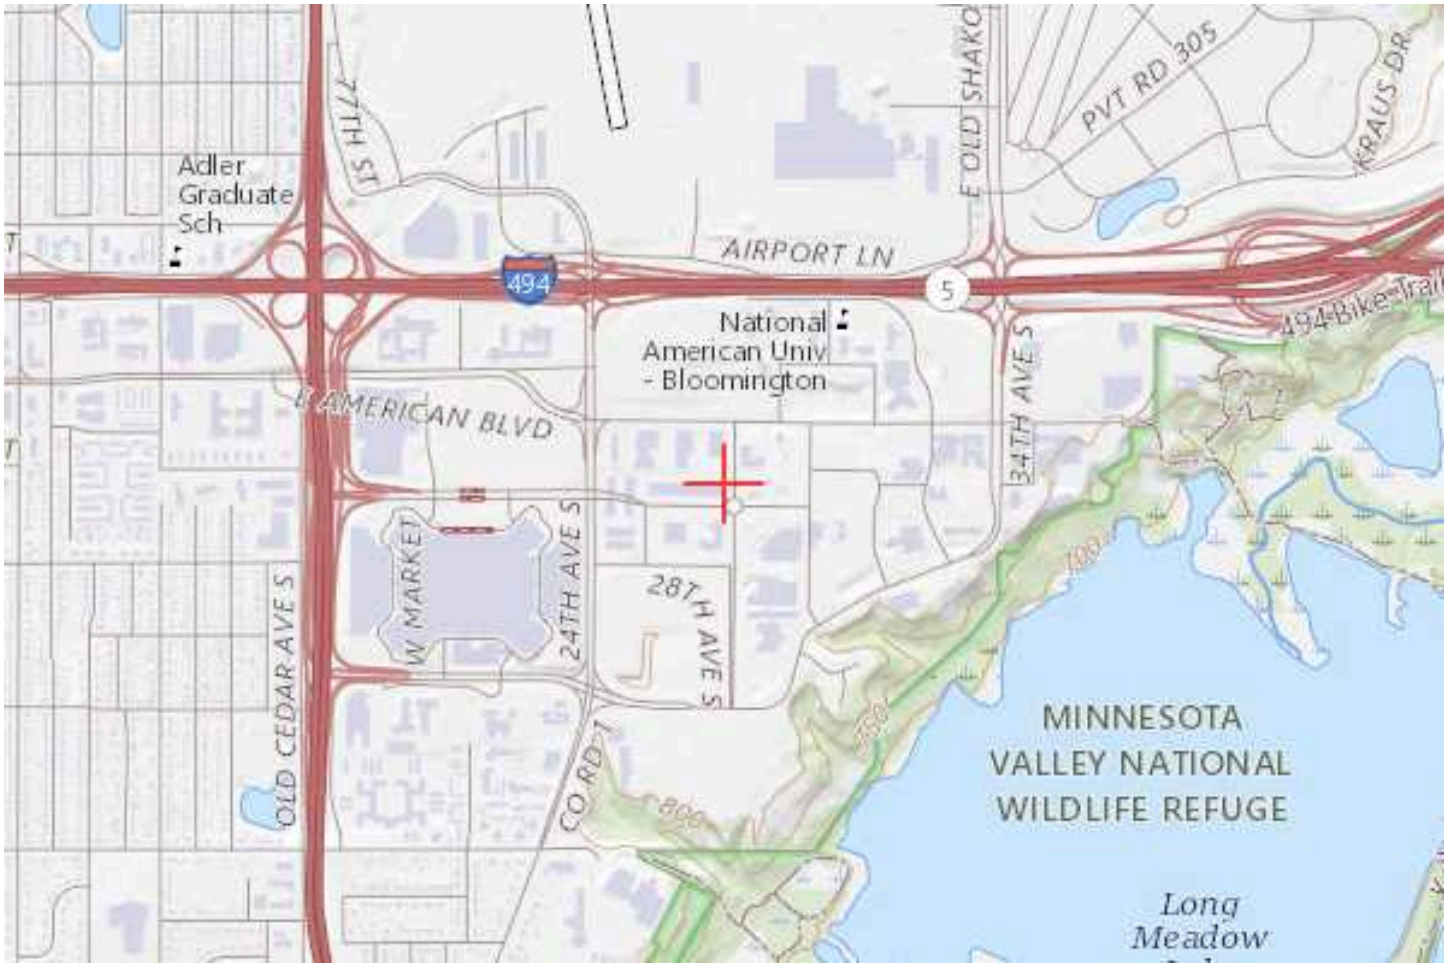 E OLD SHAKO
PVT RD 305
KRAUS DR
77TH ST
Adler
Graduate
Sch
AIRPORT LN
494
5
494 Bike Trail
National
American Univ
- Bloomington
34TH AVE S
E AMERICAN BLVD
W MARKET
24TH AVE S
28TH AVE S
100
OLD CEDAR AVE S
CO RD 1
750
800
MINNESOTA
VALLEY NATIONAL
WILDLIFE REFUGE
Long
Meadow